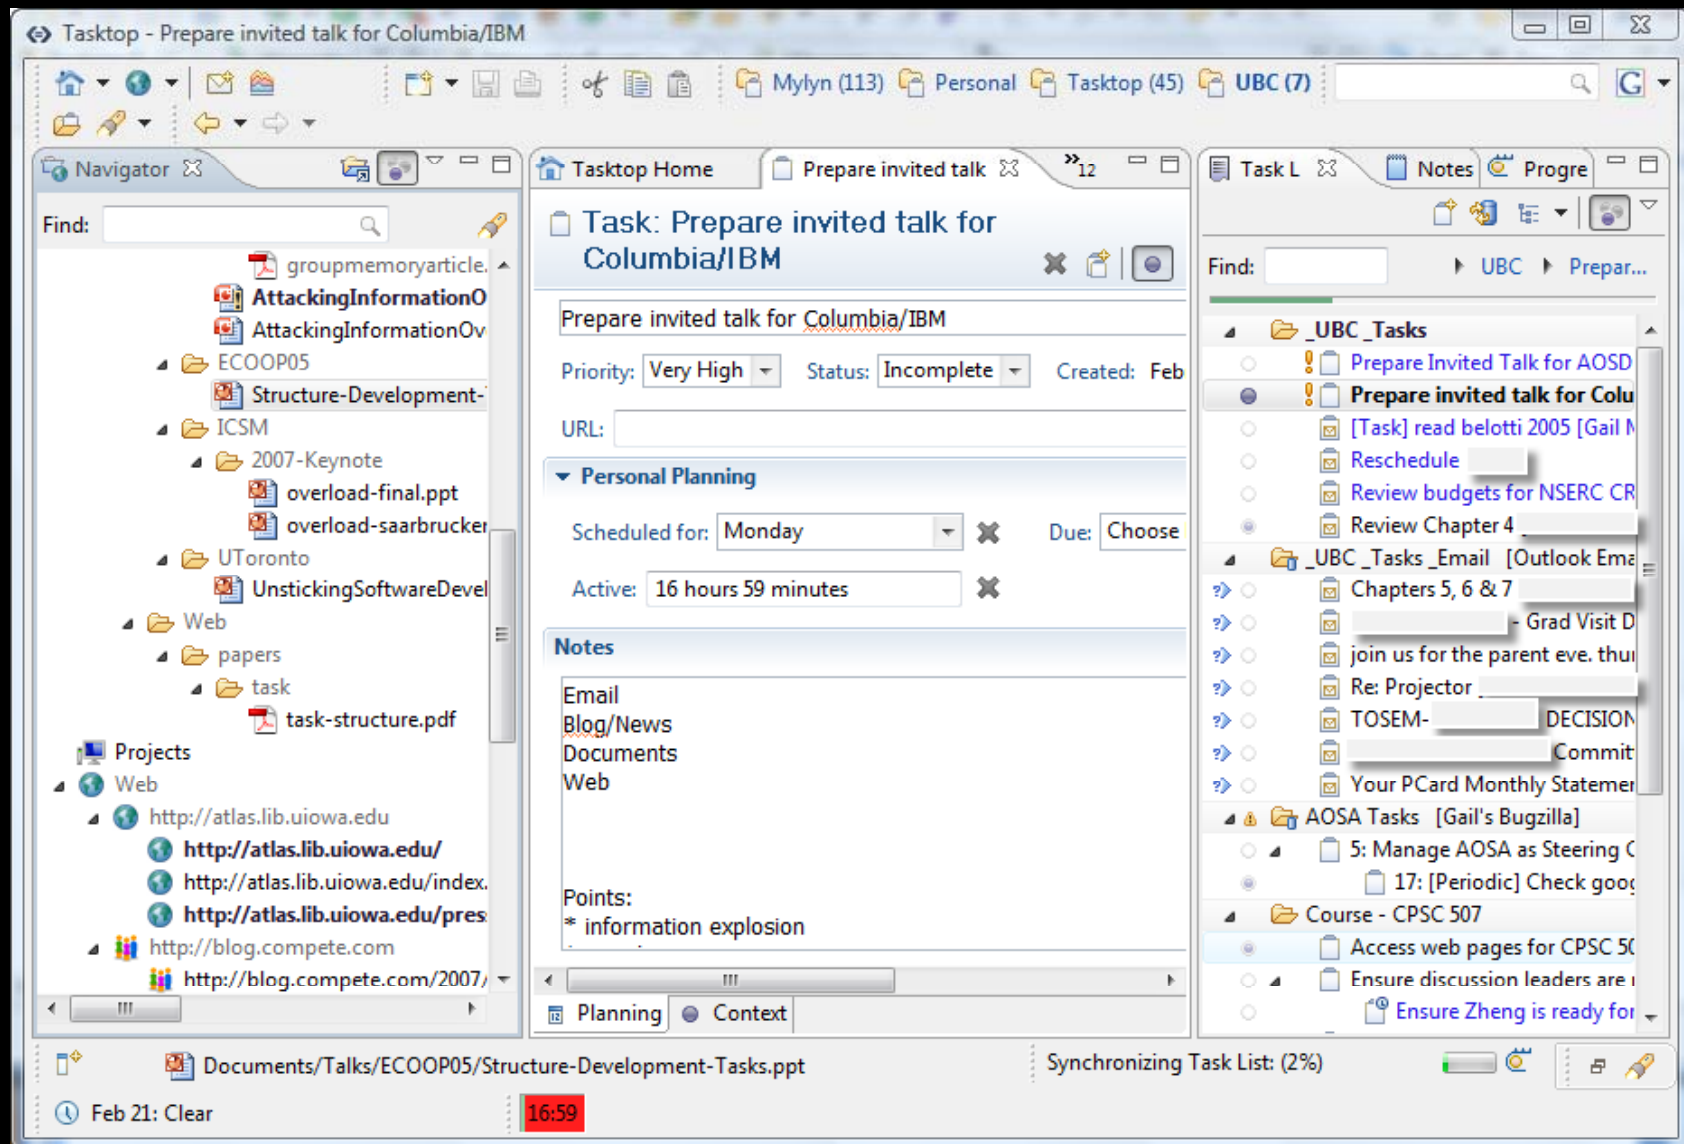 Tasktop - Prepare invited talk for Columbia/IBM
Mylyn (113) Personal Tasktop (45) UBC (7)
Navigator
Find:
groupmemoryarticle.
AttackingInformationO
AttackingInformationOv
ECOOP05
Structure-Development-
ICSM
2007-Keynote
overload-final.ppt
overload-saarbrucker
UToronto
UnstickingSoftwareDevel
Web
papers
task
task-structure.pdf
Projects
Web
http://atlas.lib.uiowa.edu
http://atlas.lib.uiowa.edu/
http://atlas.lib.uiowa.edu/index.
http://atlas.lib.uiowa.edu/pres
http://blog.compete.com
http://blog.compete.com/2007/
Tasktop Home Prepare invited talk »12
Task: Prepare invited talk for
Columbia/IBM
Prepare invited talk for Columbia/IBM
Priority: Very High Status: Incomplete Created: Feb
URL:
Personal Planning
Scheduled for: Monday Due: Choose
Active: 16 hours 59 minutes
Notes
Email
Blog/News
Documents
Web
Points:
* information explosion
Planning Context
Task L Notes Progre
Find: UBC Prepar...
_UBC_Tasks
Prepare Invited Talk for AOSD
Prepare invited talk for Colu
[Task] read belotti 2005 [Gail M
Reschedule
Review budgets for NSERC CR
Review Chapter 4
_UBC_Tasks_Email [Outlook Ema
Chapters 5, 6 & 7
- Grad Visit D
join us for the parent eve. thur
Re: Projector
TOSEM- DECISION
Commit
Your PCard Monthly Statemen
AOSA Tasks [Gail's Bugzilla]
5: Manage AOSA as Steering C
17: [Periodic] Check goog
Course - CPSC 507
Access web pages for CPSC 50
Ensure discussion leaders are
Ensure Zheng is ready for
Documents/Talks/ECOOP05/Structure-Development-Tasks.ppt
Synchronizing Task List: (2%)
Feb 21: Clear
16:59